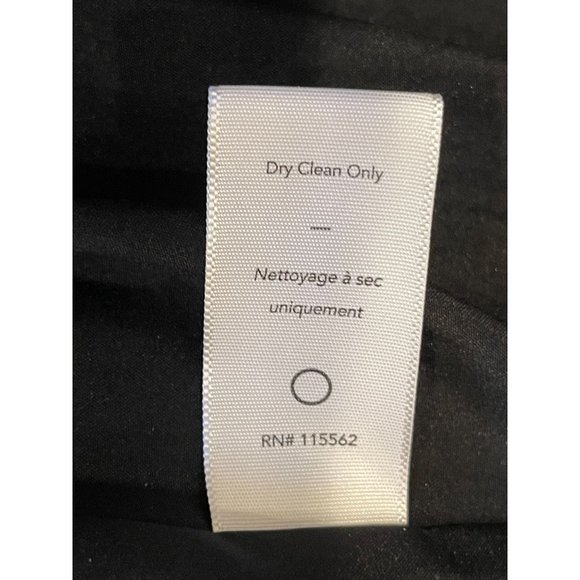 Dry Clean Only
—
Nettoyage à sec
uniquement
RN# 115562